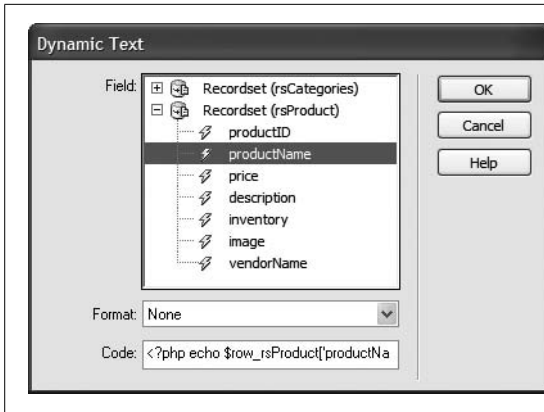 Dynamic Text
Field:
Recordset (rsCategories)
Recordset (rsProduct)
productID
productName
price
description
inventory
image
vendorName
OK
Cancel
Help
Format: None
Code: <?php echo $row_rsProduct['productNa